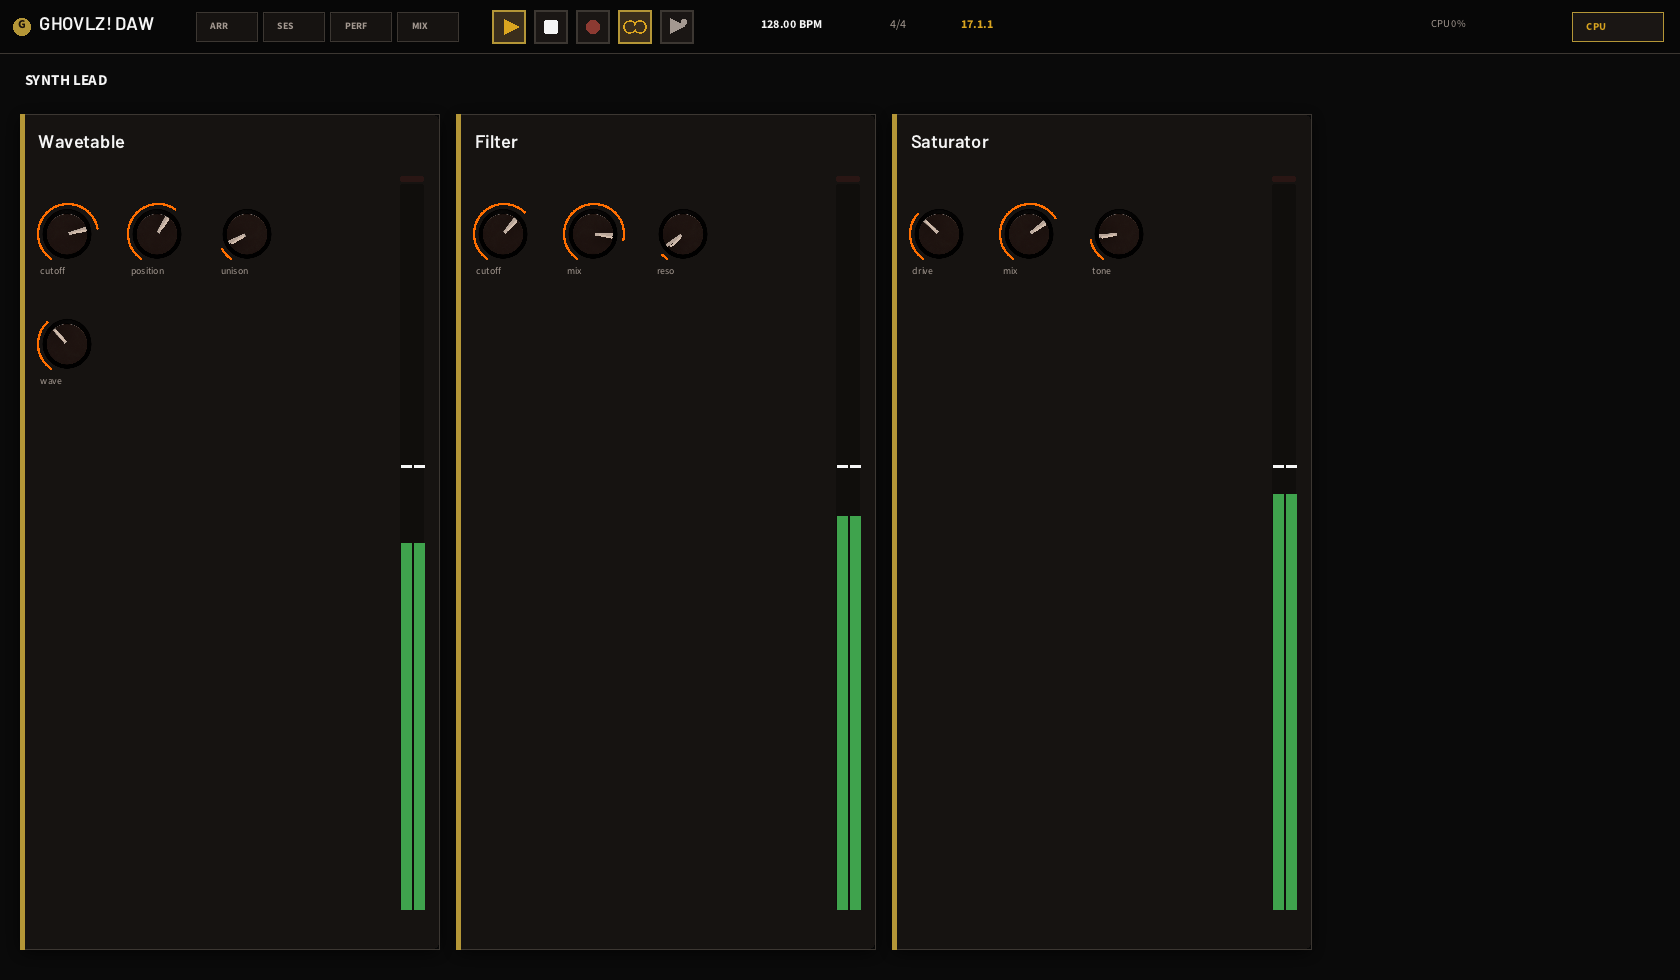 G GHOVLZ! DAW
ARR SES PERF MIX
128.00 BPM 4/4 17.1.1
CPU 0%
CPU
SYNTH LEAD
Wavetable
cutoff position unison
wave
Filter
cutoff mix reso
Saturator
drive mix tone